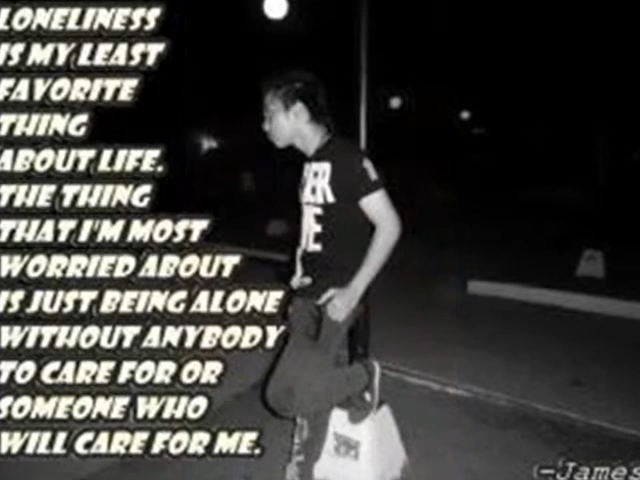 LONELINESS
IS MY LEAST
FAVORITE
THING
ABOUT LIFE.
THE THING
THAT I'M MOST
WORRIED ABOUT
IS JUST BEING ALONE
WITHOUT ANYBODY
TO CARE FOR OR
SOMEONE WHO
WILL CARE FOR ME.
-James